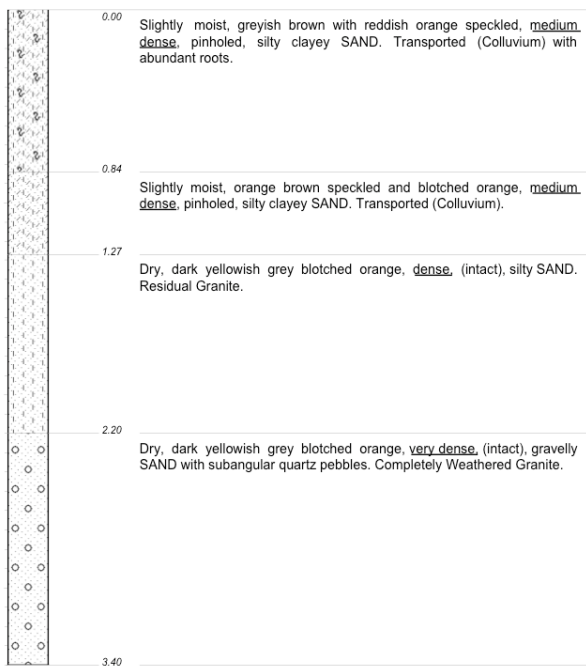 0.00
Slightly moist, greyish brown with reddish orange speckled, medium
dense, pinholed, silty clayey SAND. Transported (Colluvium) with
abundant roots.
0.84
Slightly moist, orange brown speckled and blotched orange, medium
dense, pinholed, silty clayey SAND. Transported (Colluvium).
1.27
Dry, dark yellowish grey blotched orange, dense, (intact), silty SAND.
Residual Granite.
2.20
Dry, dark yellowish grey blotched orange, very dense, (intact), gravelly
SAND with subangular quartz pebbles. Completely Weathered Granite.
3.40